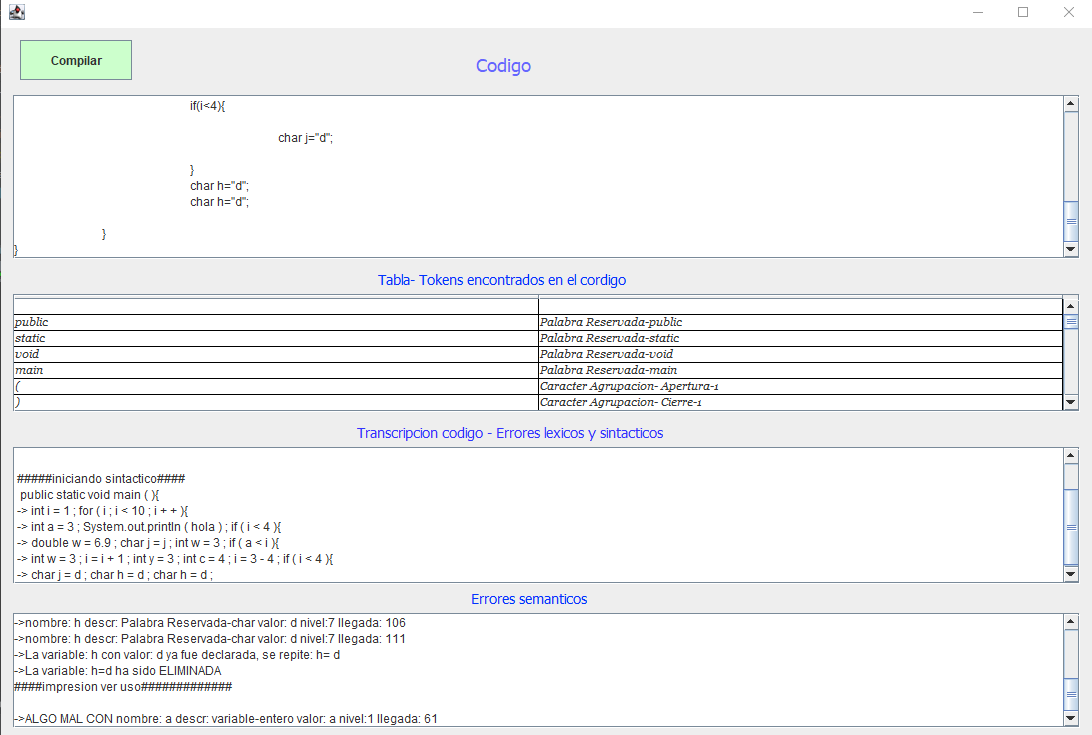 Compilar
Codigo
if(i<4){
char j="d";
}
char h="d";
char h="d";
}
}
Tabla- Tokens encontrados en el cordigo
public Palabra Reservada-public
static Palabra Reservada-static
void Palabra Reservada-void
main Palabra Reservada-main
( Caracter Agrupacion- Apertura-1
) Caracter Agrupacion- Cierre-1
Transcripcion codigo - Errores lexicos y sintacticos
#####iniciando sintactico####
public static void main ( ){
-> int i = 1 ; for ( i ; i < 10 ; i + + ){
-> int a = 3 ; System.out.println ( hola ) ; if ( i < 4 ){
-> double w = 6.9 ; char j = j ; int w = 3 ; if ( a < i ){
-> int w = 3 ; i = i + 1 ; int y = 3 ; int c = 4 ; i = 3 - 4 ; if ( i < 4 ){
-> char j = d ; char h = d ; char h = d ;
Errores semanticos
->nombre: h descr: Palabra Reservada-char valor: d nivel:7 llegada: 106
->nombre: h descr: Palabra Reservada-char valor: d nivel:7 llegada: 111
->La variable: h con valor: d ya fue declarada, se repite: h= d
->La variable: h=d ha sido ELIMINADA
####impresion ver uso#############
->ALGO MAL CON nombre: a descr: variable-entero valor: a nivel:1 llegada: 61